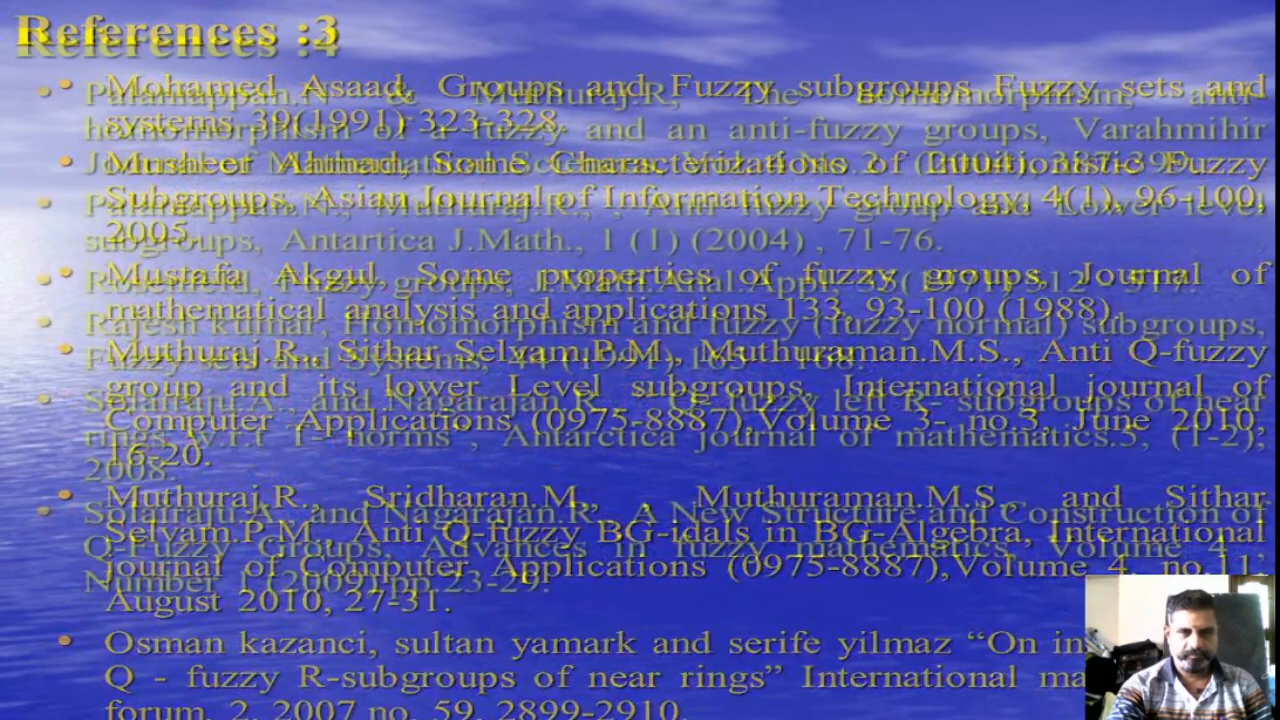 References :3
• Mohamed Asaad, Groups and Fuzzy subgroups Fuzzy sets and
systems 39(1991) 323-328.
• Musheer Ahmad, Some Characterizations of Intuitionistic Fuzzy
Subgroups, Asian Journal of Information Technology, 4(1), 96-100,
2005.
• Mustafa Akgul, Some properties of fuzzy groups, Journal of
mathematical analysis and applications 133, 93-100 (1988).
• Muthuraj.R., Sithar Selvam.P.M., Muthuraman.M.S., Anti Q-fuzzy
group and its lower Level subgroups, International journal of
Computer Applications (0975-8887),Volume 3- no.3, June 2010,
16-20.
• Muthuraj.R., Sridharan.M., Muthuraman.M.S., and Sithar
Selvam.P.M., Anti Q-fuzzy BG-idals in BG-Algebra, International
journal of Computer Applications (0975-8887),Volume 4, no.11,
August 2010, 27-31.
• Osman kazanci, sultan yamark and serife yilmaz “On in
Q - fuzzy R-subgroups of near rings” International ma
forum, 2, 2007 no. 59, 2899-2910.
References :4
• Palaniappan.N & Muthuraj.R, The homomorphism, anti-
homomorphism of a fuzzy and an anti-fuzzy groups, Varahmihir
Journal of Mathematical Sciences, Vol. 4 No.2 (2004), 387-399.
• Palaniappan.N., Muthuraj.R., , Anti fuzzy group and Lower level
subgroups, Antartica J.Math., 1 (1) (2004) , 71-76.
• Rosenfeld, Fuzzy groups, J.Math.Anal.Appl., 35(1971) 512 - 517.
• Rajesh kumar, Homomorphism and fuzzy (fuzzy normal) subgroups,
Fuzzy sets and Systems, 44 (1991) 165 - 168.
• Solairaju.A., and Nagarajan.R., fuzzy left R- subgroups of near
rings w.r.t T- norms , Antarctica journal of mathematics.5, (1-2),
2008.
• Solairaju.A., and Nagarajan.R., A New Structure and Construction of
Q-Fuzzy Groups, Advances in fuzzy mathematics, Volume 4 ,
Number 1 (2009) pp.23-29.